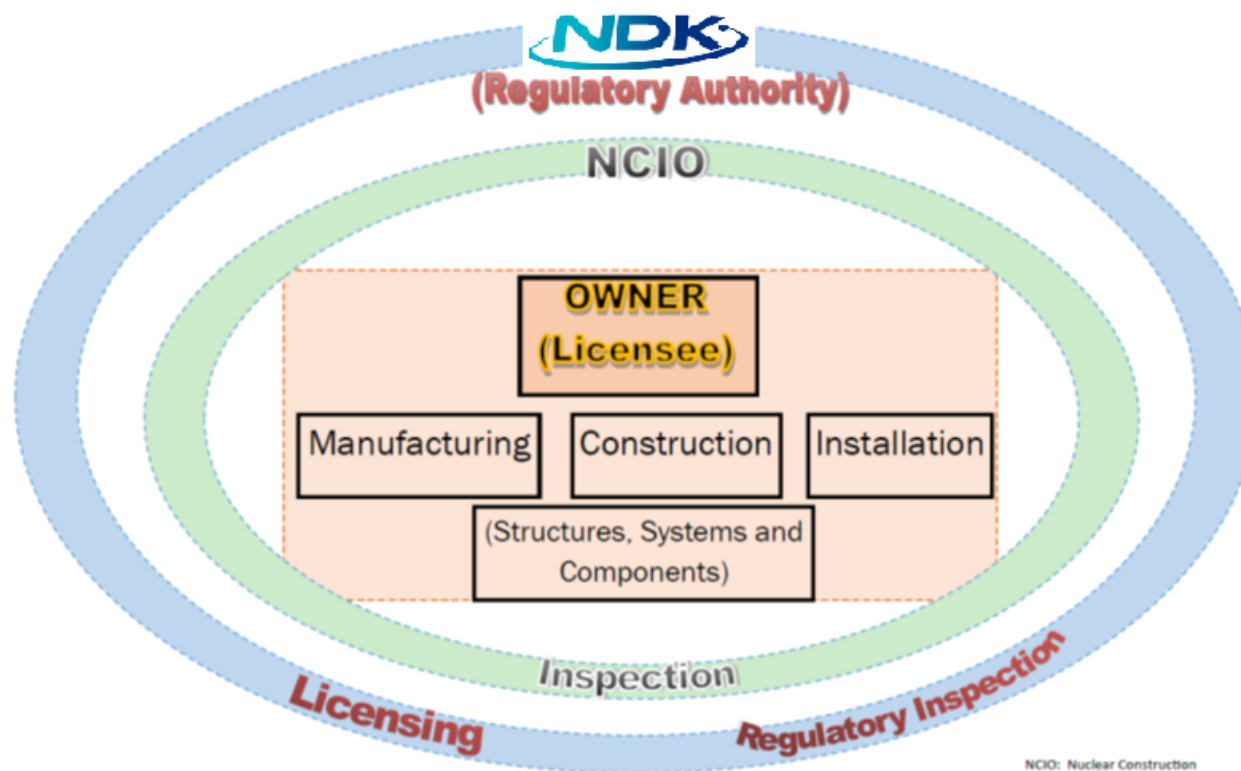 NDK
(Regulatory Authority)
NCIO
OWNER
(Licensee)
Manufacturing
Construction
Installation
(Structures, Systems and
Components)
Inspection
Licensing
Regulatory Inspection
NCIO: Nuclear Construction